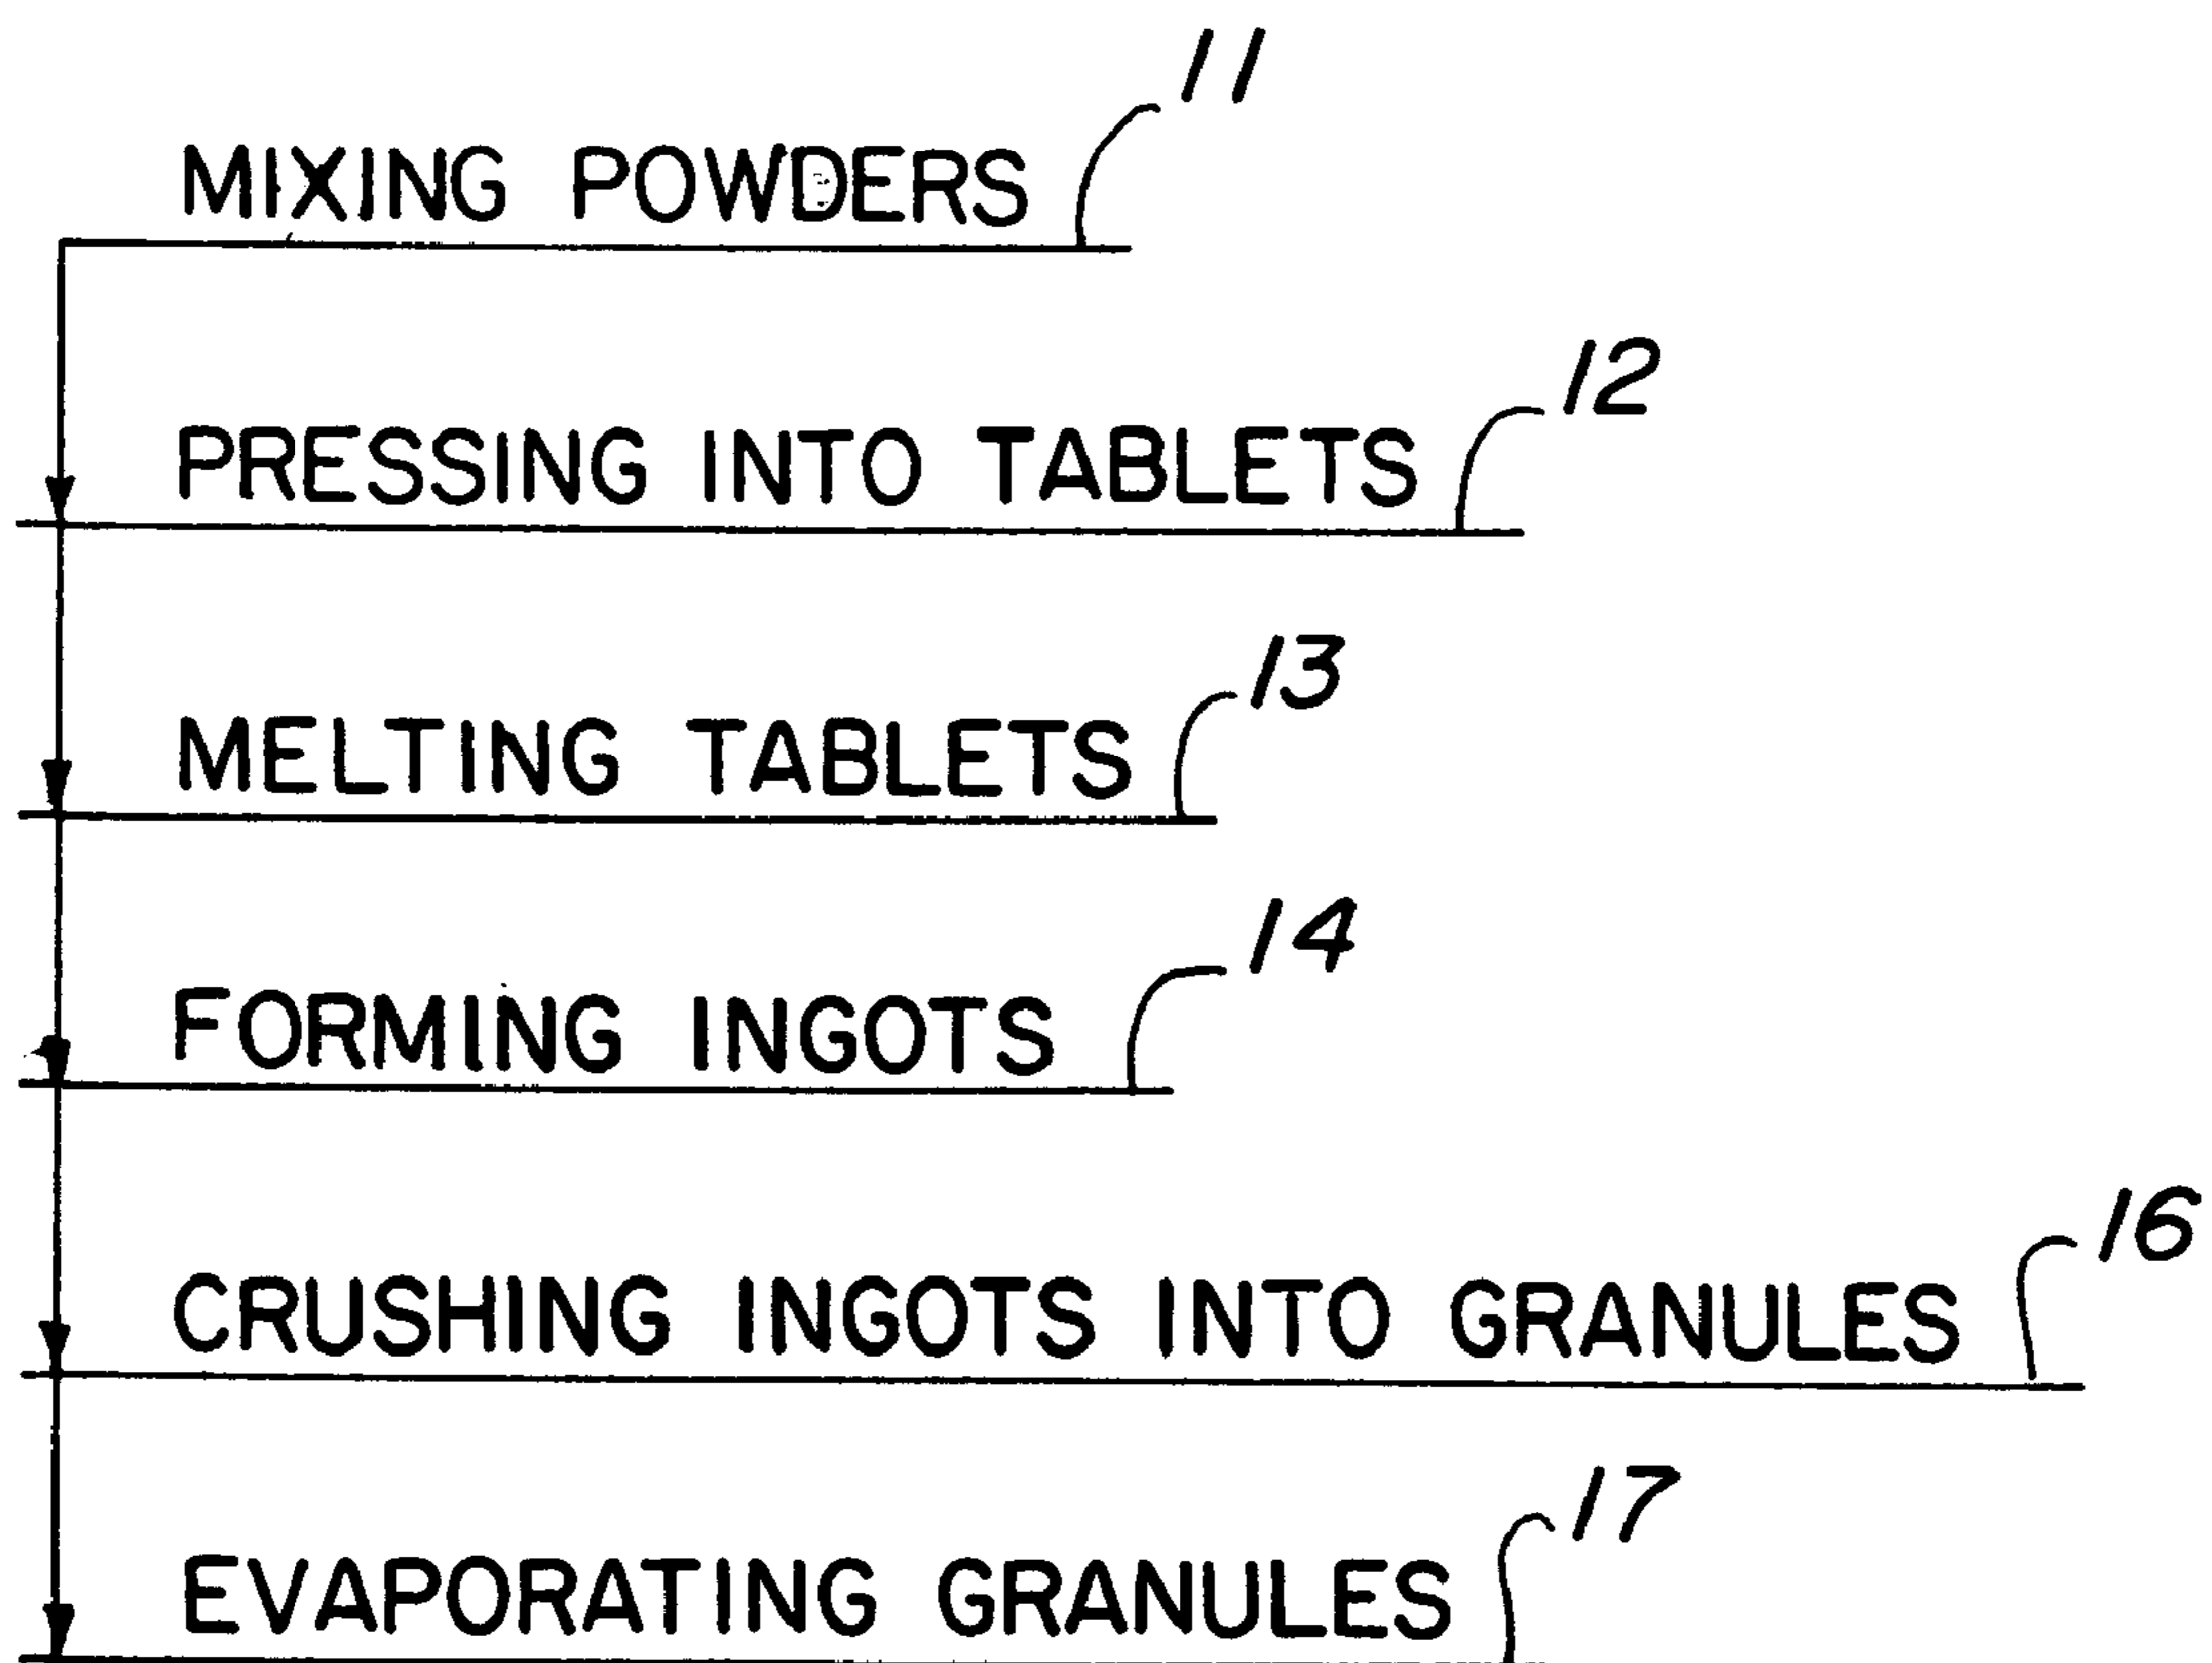 11
MIXING POWDERS
12
PRESSING INTO TABLETS
13
MELTING TABLETS
14
FORMING INGOTS
16
CRUSHING INGOTS INTO GRANULES
17
EVAPORATING GRANULES